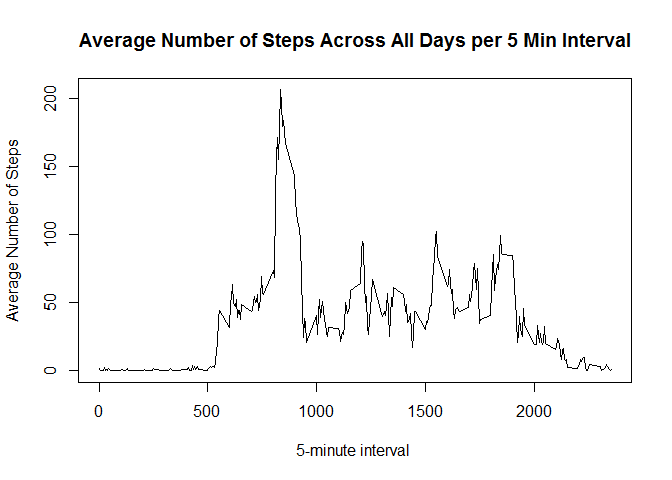 Average Number of Steps Across All Days per 5 Min Interval
Average Number of Steps
200
150
100
50
0
0 500 1000 1500 2000
5-minute interval